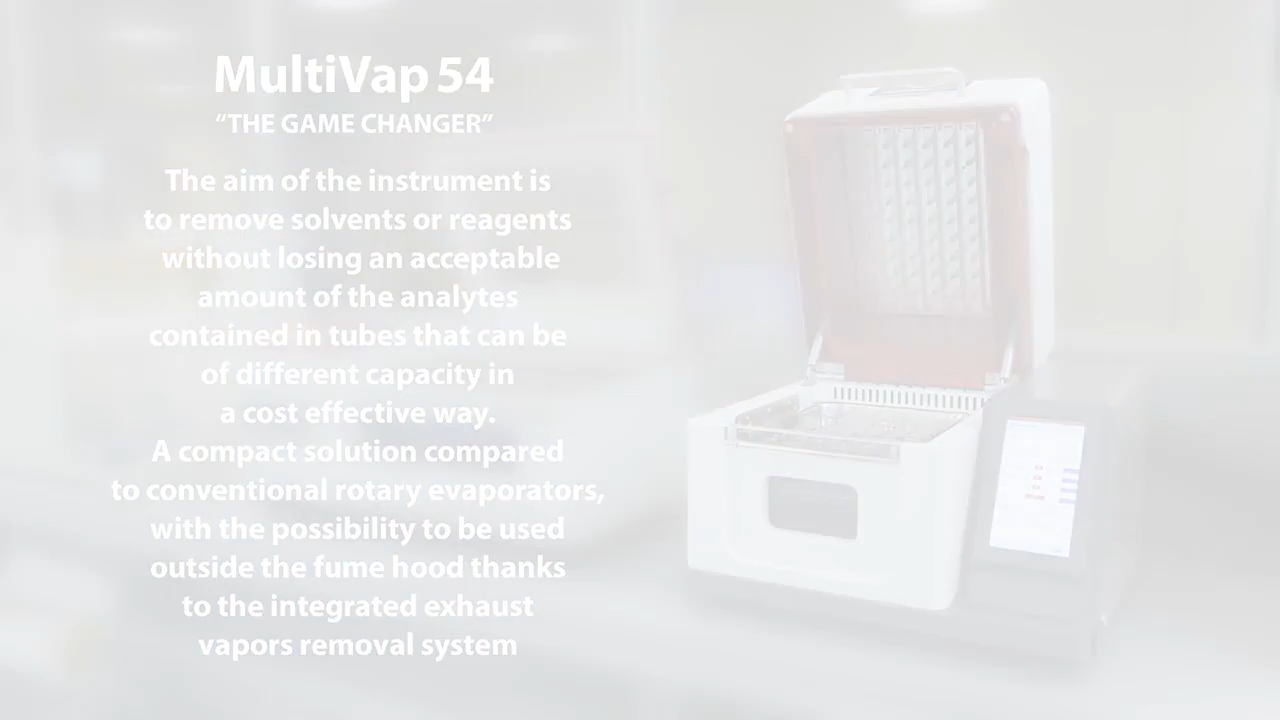 MultiVap 54
“THE GAME CHANGER”
The aim of the instrument is
to remove solvents or reagents
without losing an acceptable
amount of the analytes
contained in tubes that can be
of different capacity in
a cost effective way.
A compact solution compared
to conventional rotary evaporators,
with the possibility to be used
outside the fume hood thanks
to the integrated exhaust
vapors removal system